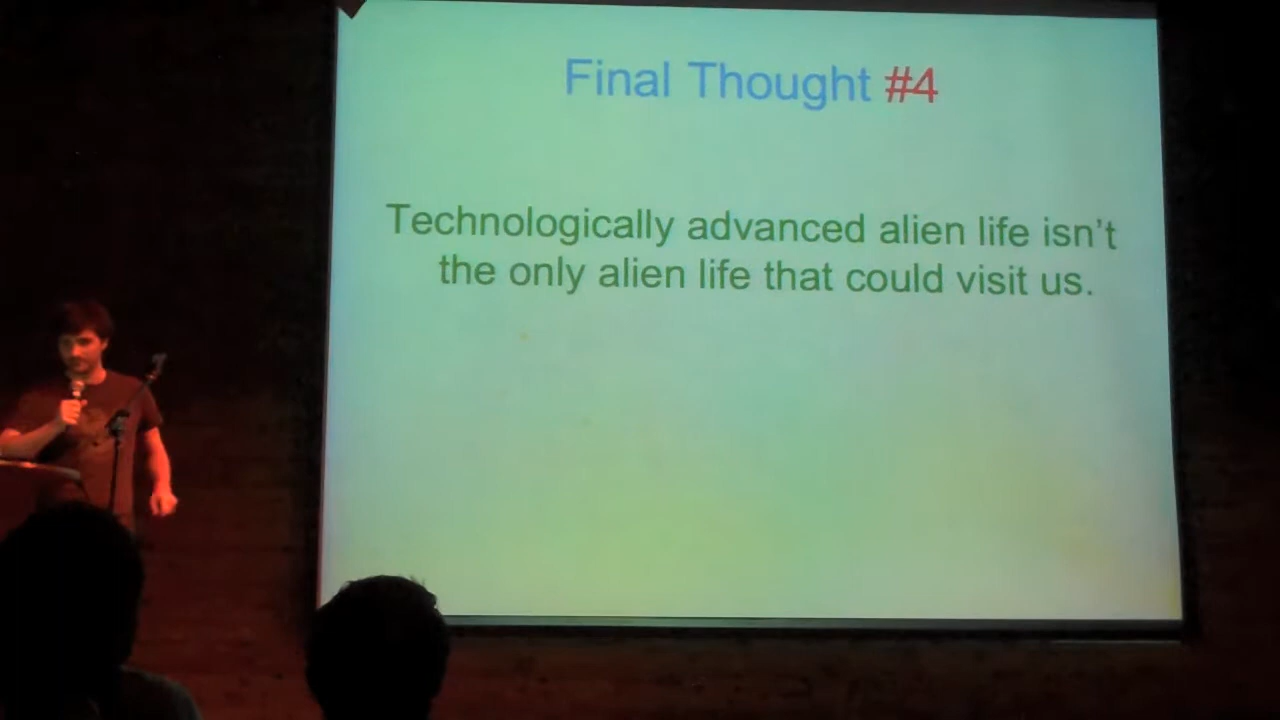 Final Thought #4
Technologically advanced alien life isn't
the only alien life that could visit us.